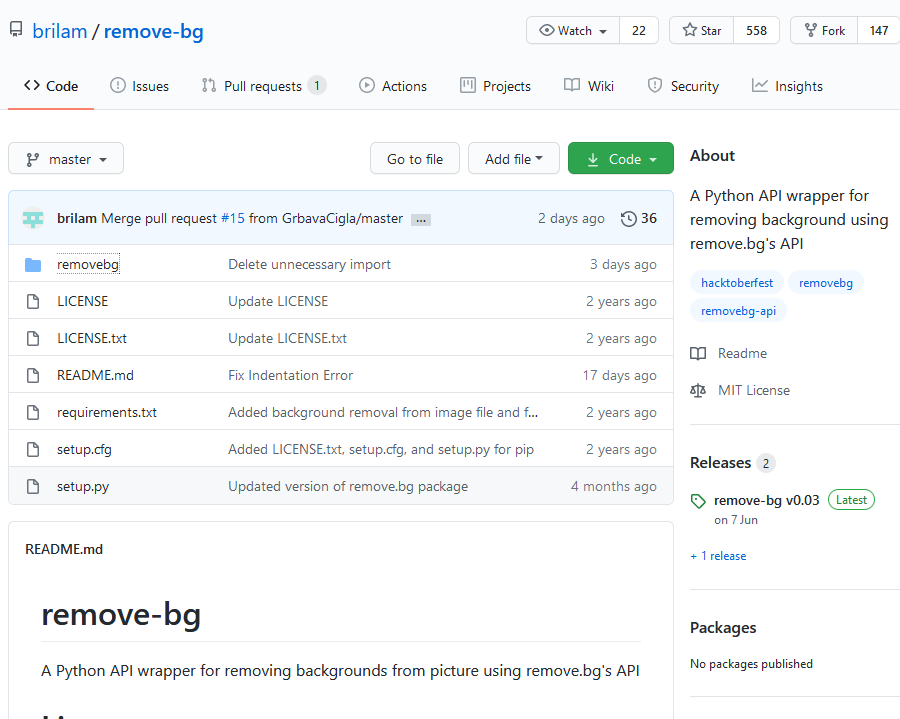 brilam / remove-bg
Watch 22 Star 558 Fork 147
Code Issues Pull requests 1 Actions Projects Wiki Security Insights
master Go to file Add file Code
brilam Merge pull request #15 from GrbavaCigla/master ... 2 days ago 36
removebg Delete unnecessary import 3 days ago
LICENSE Update LICENSE 2 years ago
LICENSE.txt Update LICENSE.txt 2 years ago
README.md Fix Indentation Error 17 days ago
requirements.txt Added background removal from image file and f... 2 years ago
setup.cfg Added LICENSE.txt, setup.cfg, and setup.py for pip 2 years ago
setup.py Updated version of remove.bg package 4 months ago
README.md
remove-bg
A Python API wrapper for removing backgrounds from picture using remove.bg's API
About
A Python API wrapper for
removing background using
remove.bg's API
hacktoberfest removebg
removebg-api
Readme
MIT License
Releases 2
remove-bg v0.03 Latest
on 7 Jun
+ 1 release
Packages
No packages published